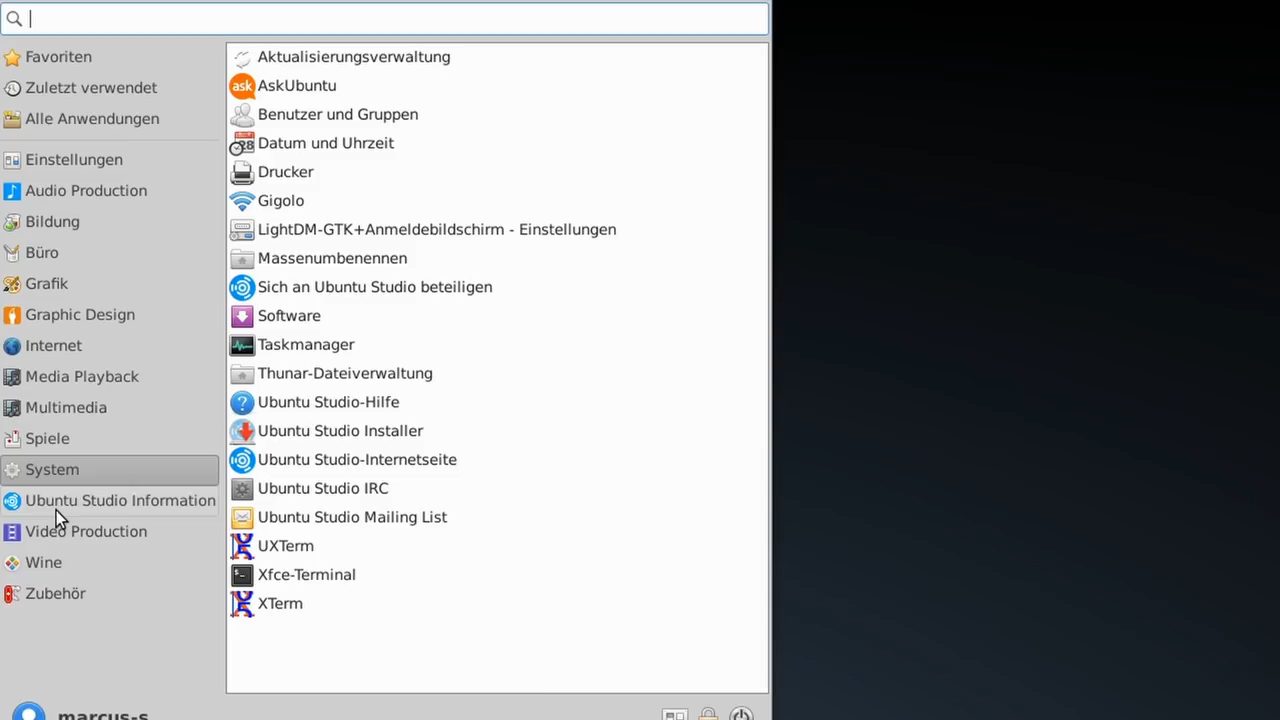 Favoriten
Zuletzt verwendet
Alle Anwendungen
Einstellungen
Audio Production
Bildung
Büro
Grafik
Graphic Design
Internet
Media Playback
Multimedia
Spiele
System
Ubuntu Studio Information
Video Production
Wine
Zubehör
Aktualisierungsverwaltung
ask
AskUbuntu
Benutzer und Gruppen
28
Datum und Uhrzeit
Drucker
Gigolo
LightDM-GTK+Anmeldebildschirm - Einstellungen
Massenumbenennen
Sich an Ubuntu Studio beteiligen
Software
Taskmanager
Thunar-Dateiverwaltung
Ubuntu Studio-Hilfe
Ubuntu Studio Installer
Ubuntu Studio-Internetseite
Ubuntu Studio IRC
Ubuntu Studio Mailing List
UXTerm
Xfce-Terminal
XTerm
marcus-s